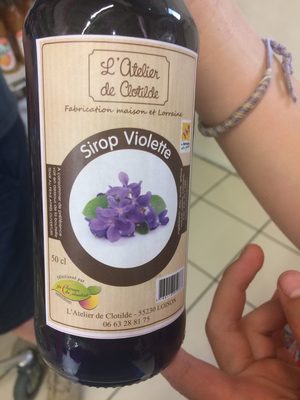 L'Atelier
de Clotilde
Fabrication maison et Lorraine
Sirop Violette
50 cl
L'Atelier de Clotilde - 55230 LOISON
06 63 28 81 75